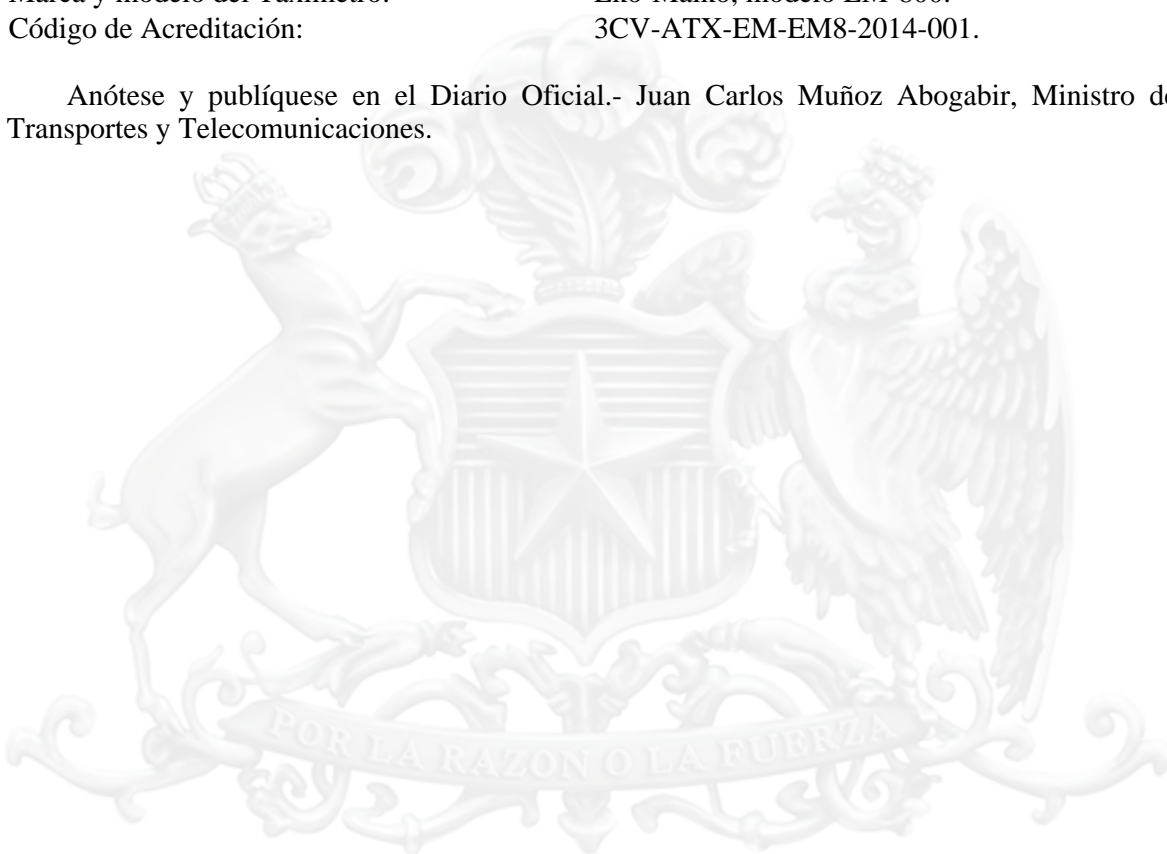 Código de Acreditación: 3CV-ATX-EM-EM8-2014-001.
Anótese y publíquese en el Diario Oficial.- Juan Carlos Muñoz Abogabir, Ministro de
Transportes y Telecomunicaciones.
POR LA RAZON O LA FUERZA